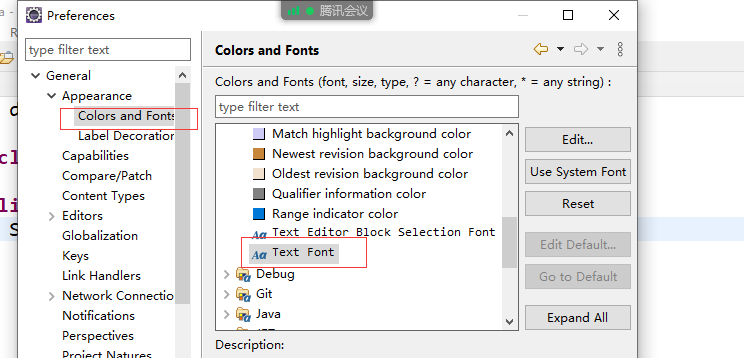 Preferences
腾讯会议
type filter text
General
Appearance
Colors and Fonts
Label Decoration
Capabilities
Compare/Patch
Content Types
Editors
Globalization
Keys
Link Handlers
Network Connectio
Notifications
Perspectives
Project Natures
Colors and Fonts
Colors and Fonts (font, size, type, ? = any character, * = any string) :
type filter text
Match highlight background color
Newest revision background color
Oldest revision background color
Qualifier information color
Range indicator color
Text Editor Block Selection Font
Aa Text Font
Debug
Git
Java
Edit...
Use System Font
Reset
Edit Default...
Go to Default
Expand All
Description: